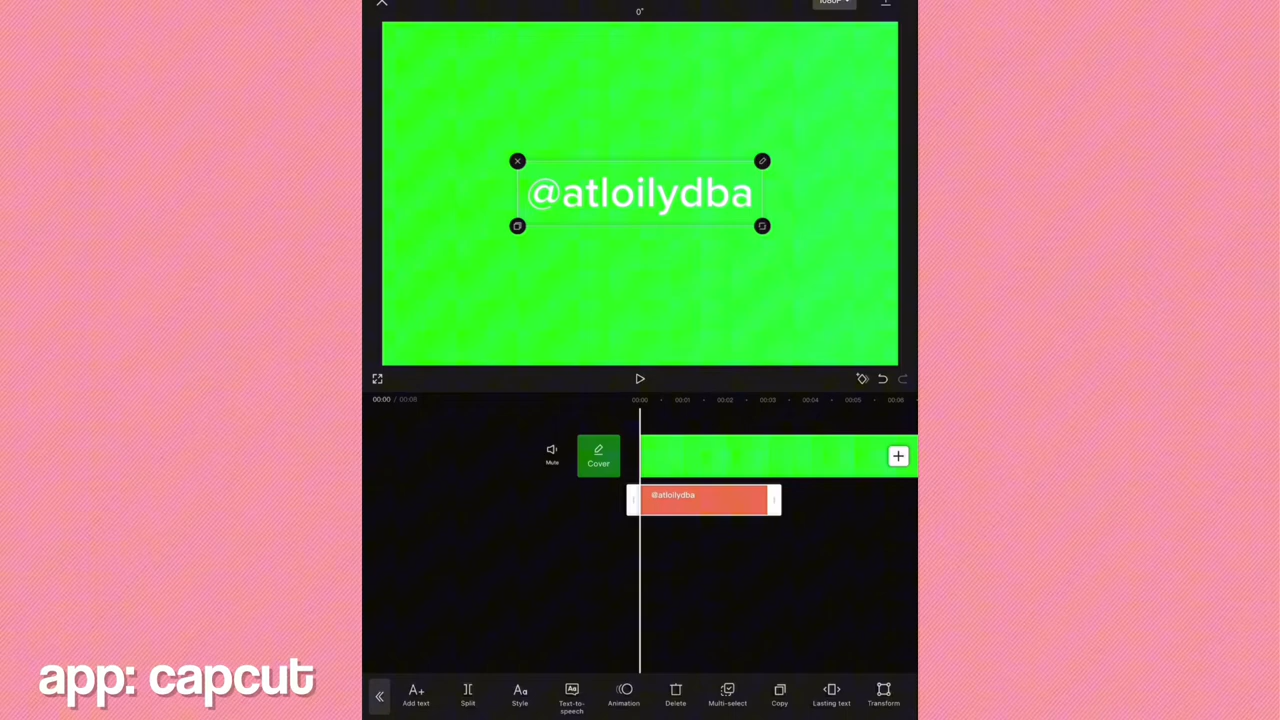 1080P
0°
@atloilydba
00:00 / 00:08
00:00 00:01 00:02 00:03 00:04 00:05 00:06
Mute
Cover
@atloilydba
app: capcut
Add text
Split
Style
Text-to-speech
Animation
Delete
Multi-select
Copy
Lasting text
Transform